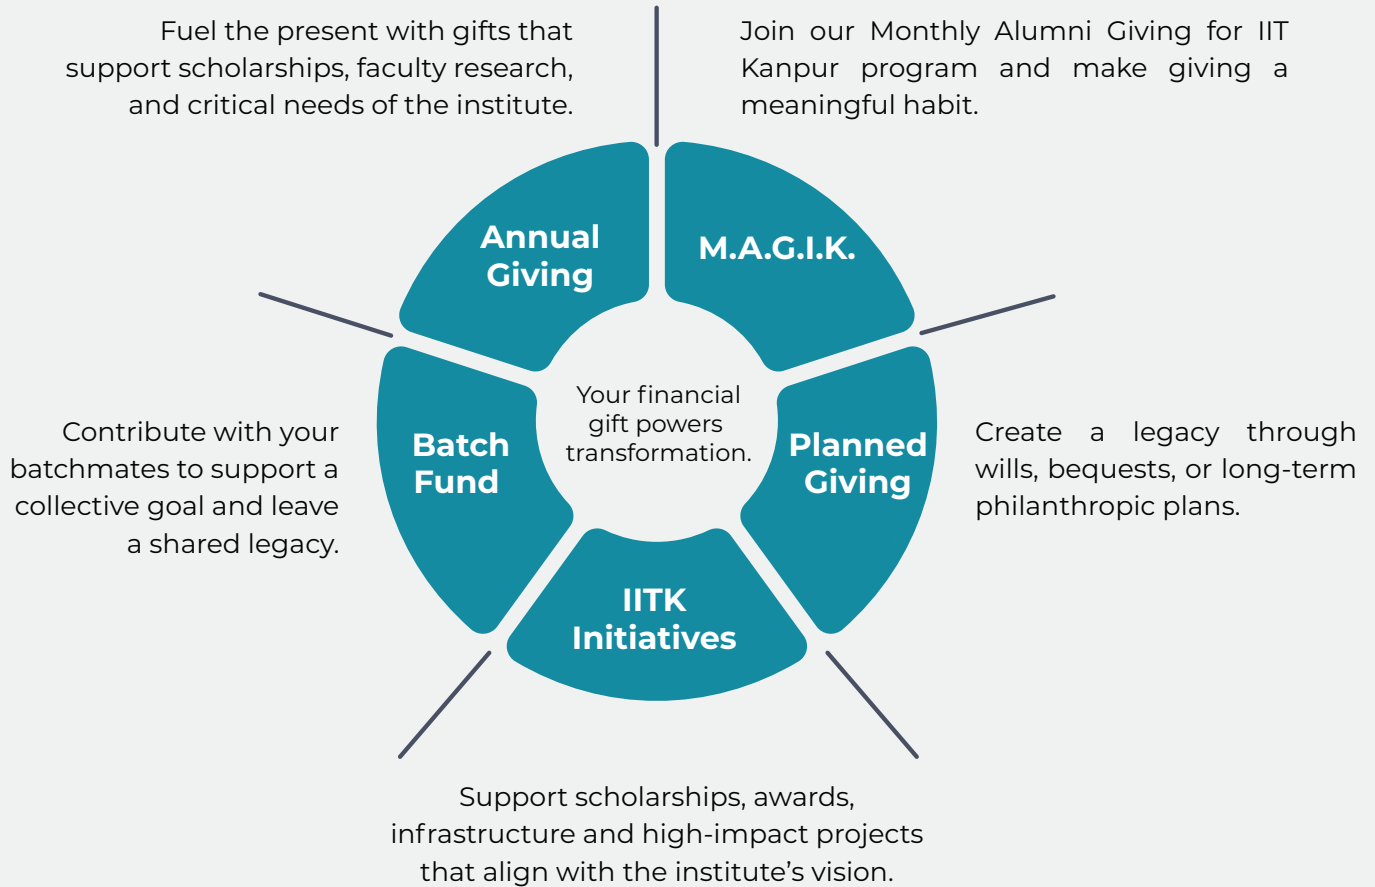 Fuel the present with gifts that
support scholarships, faculty research,
and critical needs of the institute.
Join our Monthly Alumni Giving for IIT
Kanpur program and make giving a
meaningful habit.
Annual
Giving
M.A.G.I.K.
Your financial
gift powers
transformation.
Contribute with your
batchmates to support a
collective goal and leave
a shared legacy.
Batch
Fund
Planned
Giving
Create a legacy through
wills, bequests, or long-term
philanthropic plans.
IITK
Initiatives
Support scholarships, awards,
infrastructure and high-impact projects
that align with the institute’s vision.